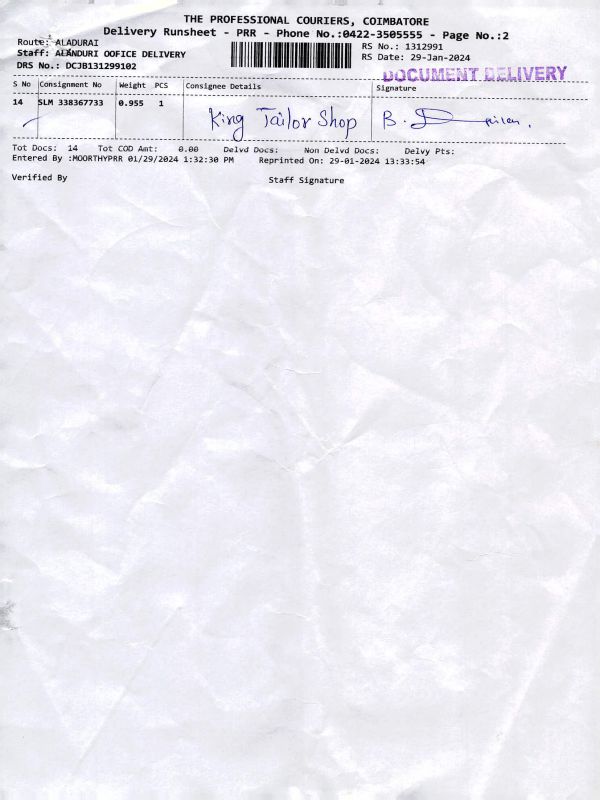 THE PROFESSIONAL COURIERS, COIMBATORE
Delivery Runsheet - PRR - Phone No.:0422-3505555 - Page No.:2
Route: ALADURAI
RS No.: 1312991
Staff: ALANDURI OOFICE DELIVERY
RS Date: 29-Jan-2024
DRS No.: DCJB131299102
DOCUMENT DELIVERY
S No Consignment No Weight PCS Consignee Details Signature
14 SLM 338367733 0.955 1 King Tailor Shop B.
Tot Docs: 14 Tot COD Amt: 0.00 Delvd Docs: Non Delvd Docs: Delvy Pts:
Entered By :MOORTHYPRR 01/29/2024 1:32:30 PM Reprinted On: 29-01-2024 13:33:54
Verified By Staff Signature